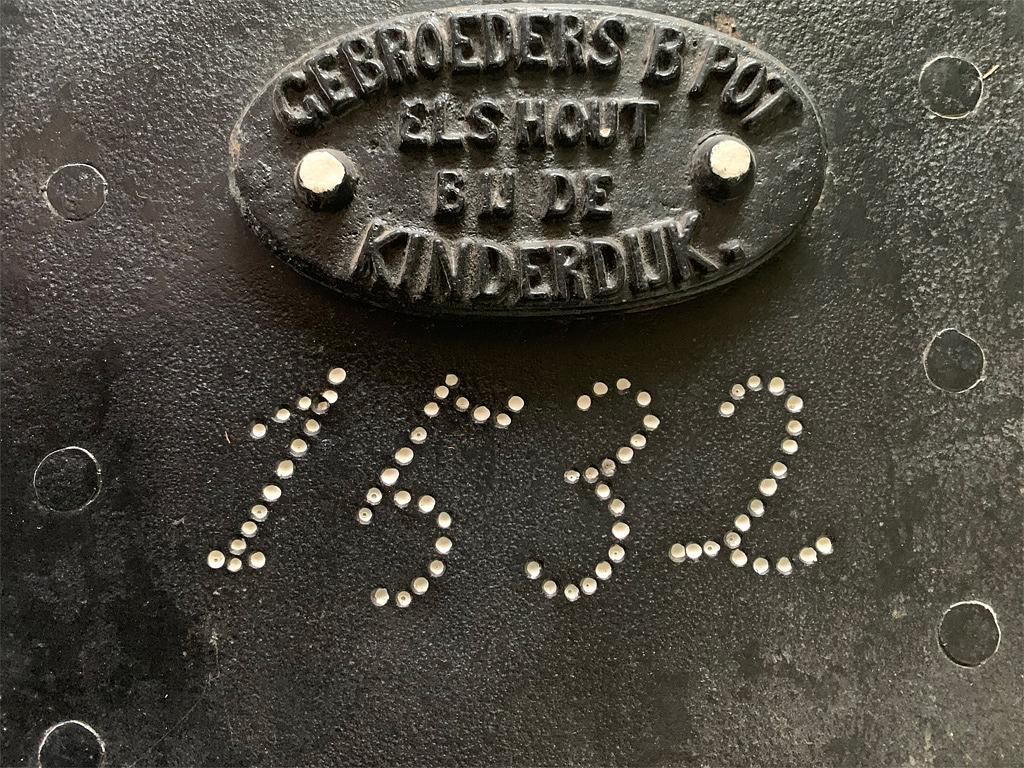 GEBROEDERS B POT
ELSHOUT
BIJ DE
KINDERDIJK.
1532